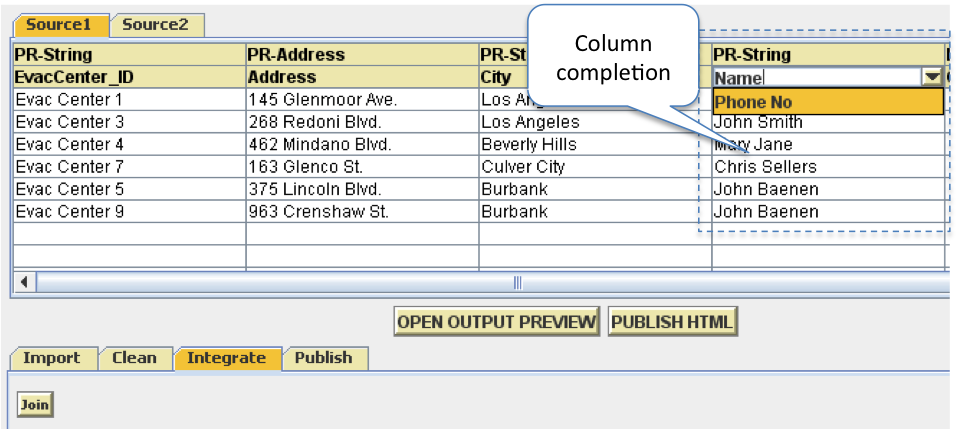 Source1 Source2
PR-String PR-Address PR-St PR-String
EvacCenter_ID Address City Name
Evac Center 1 145 Glenmoor Ave. Los An Phone No
Evac Center 3 268 Redoni Blvd. Los Angeles John Smith
Evac Center 4 462 Mindano Blvd. Beverly Hills Mary Jane
Evac Center 7 163 Glenco St. Culver City Chris Sellers
Evac Center 5 375 Lincoln Blvd. Burbank John Baenen
Evac Center 9 963 Crenshaw St. Burbank John Baenen
Column
completion
OPEN OUTPUT PREVIEW PUBLISH HTML
Import Clean Integrate Publish
Join